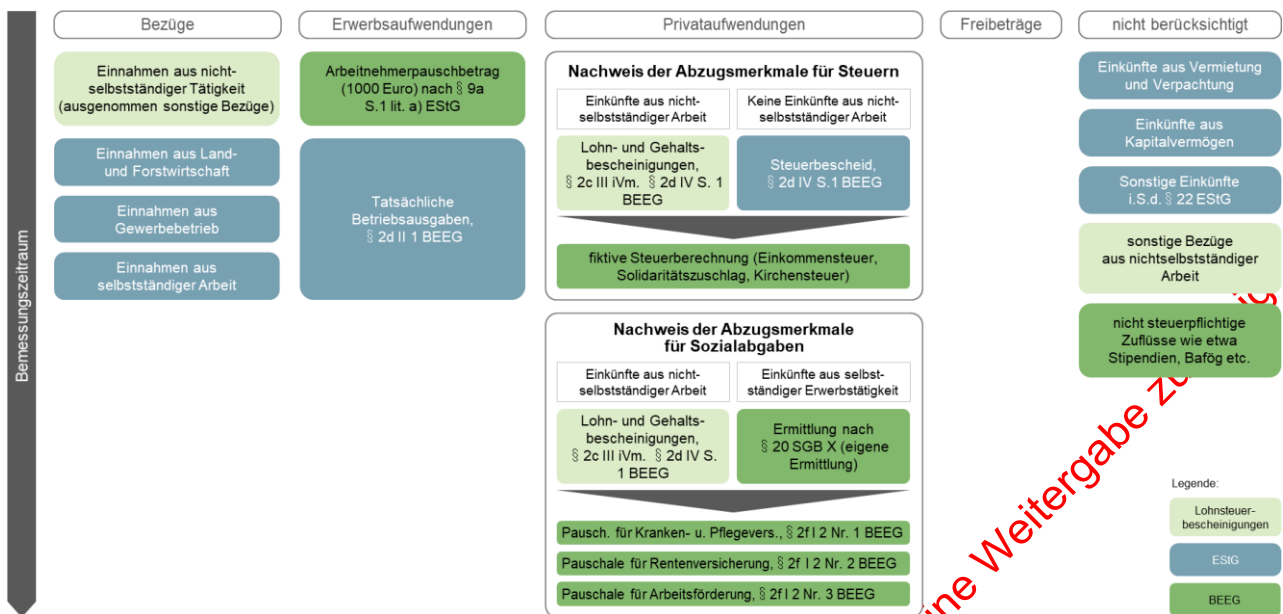 Bezüge
Erwerbsaufwendungen
Privataufwendungen
Freibeträge
nicht berücksichtigt
Bemessungszeitraum
Einnahmen aus nicht-
selbstständiger Tätigkeit
(ausgenommen sonstige Bezüge)
Einnahmen aus Land-
und Forstwirtschaft
Einnahmen aus
Gewerbebetrieb
Einnahmen aus
selbstständiger Arbeit
Arbeitnehmerpauschbetrag
(1000 Euro) nach § 9a
S.1 lit. a) EStG
Tatsächliche
Betriebsausgaben,
§ 2d II 1 BEEG
Nachweis der Abzugsmerkmale für Steuern
Einkünfte aus nicht-
selbstständiger Arbeit
Keine Einkünfte aus nicht-
selbstständiger Arbeit
Lohn- und Gehalts-
bescheinigungen,
§ 2c III iVm. § 2d IV S. 1
BEEG
Steuerbescheid,
§ 2d IV S.1 BEEG
fiktive Steuerberechnung (Einkommensteuer,
Solidaritätszuschlag, Kirchensteuer)
Nachweis der Abzugsmerkmale
für Sozialabgaben
Einkünfte aus nicht-
selbstständiger Arbeit
Einkünfte aus selbst-
ständiger Erwerbstätigkeit
Lohn- und Gehalts-
bescheinigungen,
§ 2c III iVm. § 2d IV S.
1 BEEG
Ermittlung nach
§ 20 SGB X (eigene
Ermittlung)
Pausch. für Kranken- u. Pflegevers., § 2f I 2 Nr. 1 BEEG
Pauschale für Rentenversicherung, § 2f I 2 Nr. 2 BEEG
Pauschale für Arbeitsförderung, § 2f I 2 Nr. 3 BEEG
Einkünfte aus Vermietung
und Verpachtung
Einkünfte aus
Kapitalvermögen
Sonstige Einkünfte
i.S.d. § 22 EStG
sonstige Bezüge
aus nichtselbstständiger
Arbeit
nicht steuerpflichtige
Zuflüsse wie etwa
Stipendien, Bafög etc.
Weitergabe
Legende:
Lohnsteuer-
bescheinigungen
EStG
BEEG